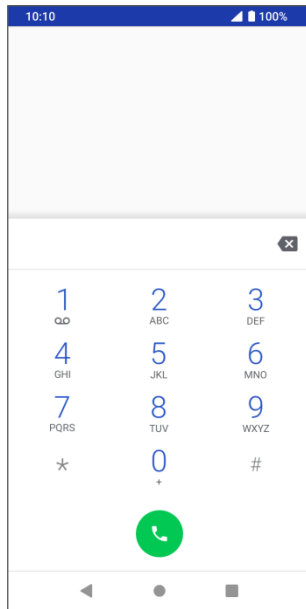 10:10 100%
1 2 3
ABC DEF
4 5 6
GHI JKL MNO
7 8 9
PQRS TUV WXYZ
* 0 #
+